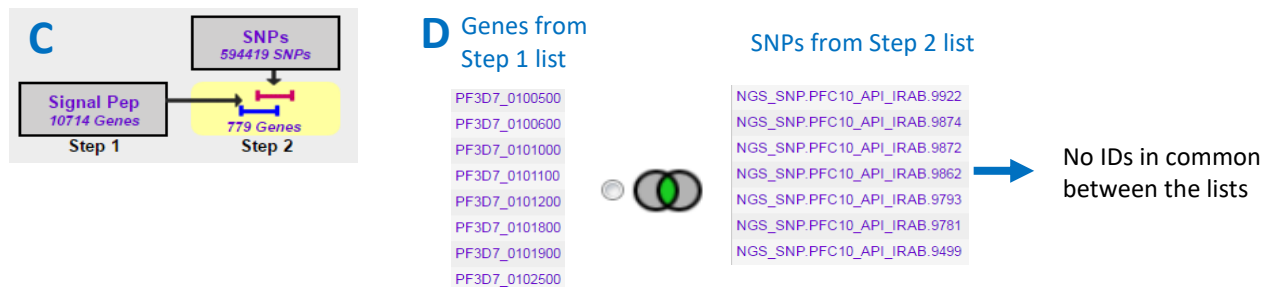 C
SNPs
594419 SNPs
Signal Pep
10714 Genes
779 Genes
Step 1
Step 2
D
Genes from
Step 1 list
PF3D7_0100500
PF3D7_0100600
PF3D7_0101000
PF3D7_0101100
PF3D7_0101200
PF3D7_0101800
PF3D7_0101900
PF3D7_0102500
SNPs from Step 2 list
NGS_SNP.PFC10_API_IRAB.9922
NGS_SNP.PFC10_API_IRAB.9874
NGS_SNP.PFC10_API_IRAB.9872
NGS_SNP.PFC10_API_IRAB.9862
NGS_SNP.PFC10_API_IRAB.9793
NGS_SNP.PFC10_API_IRAB.9781
NGS_SNP.PFC10_API_IRAB.9499
No IDs in common
between the lists